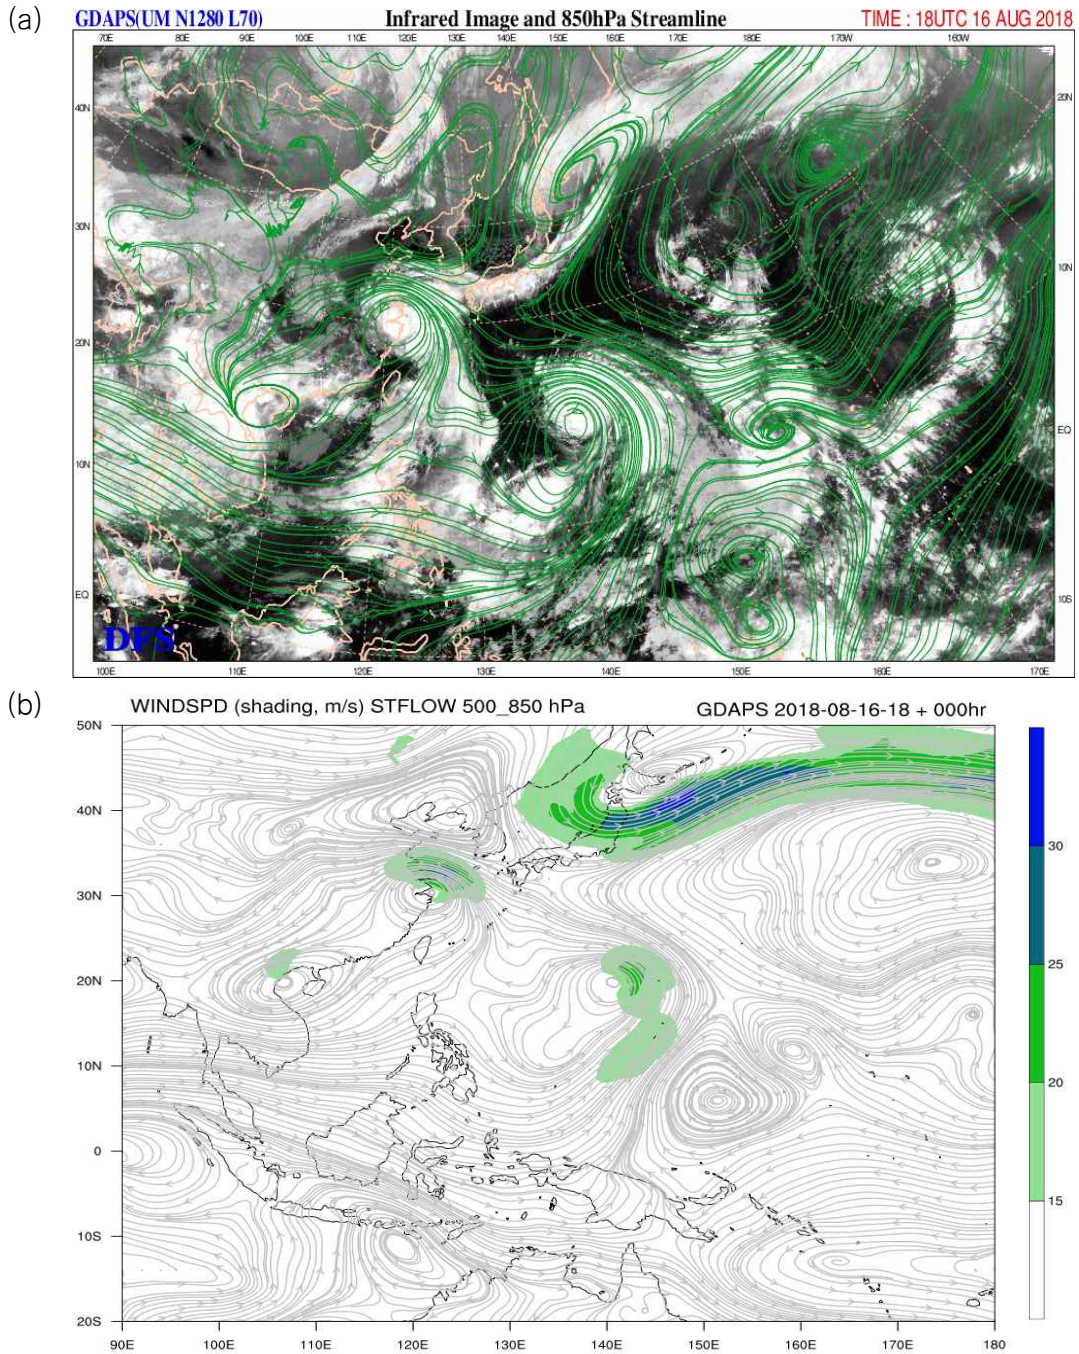 (a)
GDAPS(UM N1280 L70) Infrared Image and 850hPa Streamline TIME : 18UTC 16 AUG 2018
70E 80E 90E 100E 110E 120E 130E 140E 150E 160E 170E 180E 170W 160W
40N 20N
30N
10N
20N
EQ
10N
EQ 10S
DFS
100E 110E 120E 130E 140E 150E 160E 170E
(b)
WINDSPD (shading, m/s) STFLOW 500_850 hPa GDAPS 2018-08-16-18 + 000hr
50N
40N
30
30N
25
20N
20
10N
15
0
10S
20S
90E 100E 110E 120E 130E 140E 150E 160E 170E 180